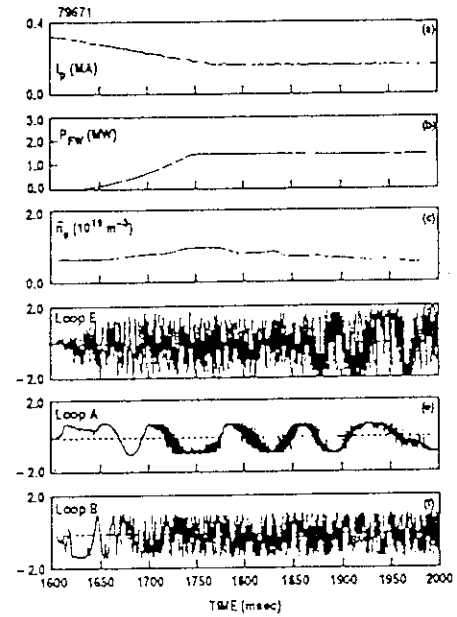 79671
0.4
(a)
I_p (MA)
0.0
3.0
P_FW (MW)
(b)
2.0
1.0
0.0
2.0
n̄_e (10^19 m^-3)
(c)
0.0
2.0
Loop E
-2.0
2.0
Loop A
(e)
-2.0
2.0
Loop B
(f)
-2.0
1600 1650 1700 1750 1800 1850 1900 1950 2000
TIME (msec)